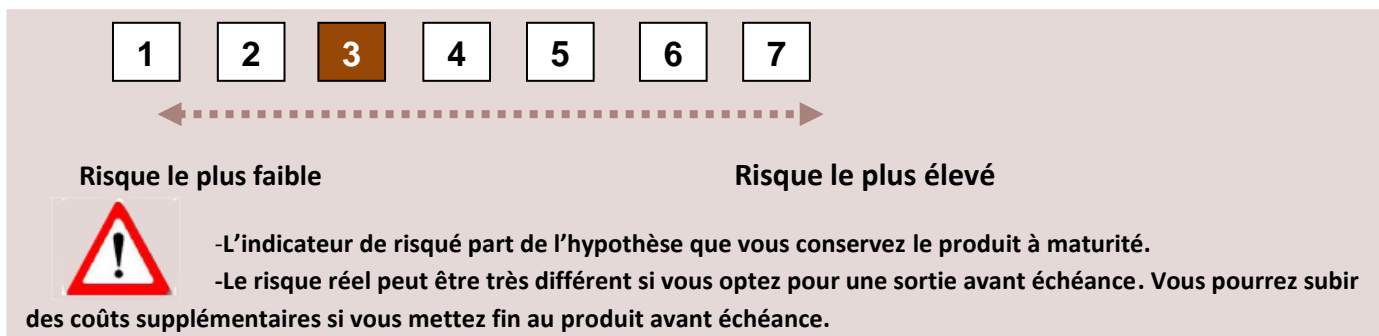 1 2 3 4 5 6 7
Risque le plus faible Risque le plus élevé
-L’indicateur de risqué part de l’hypothèse que vous conservez le produit à maturité.
-Le risque réel peut être très différent si vous optez pour une sortie avant échéance. Vous pourrez subir
des coûts supplémentaires si vous mettez fin au produit avant échéance.